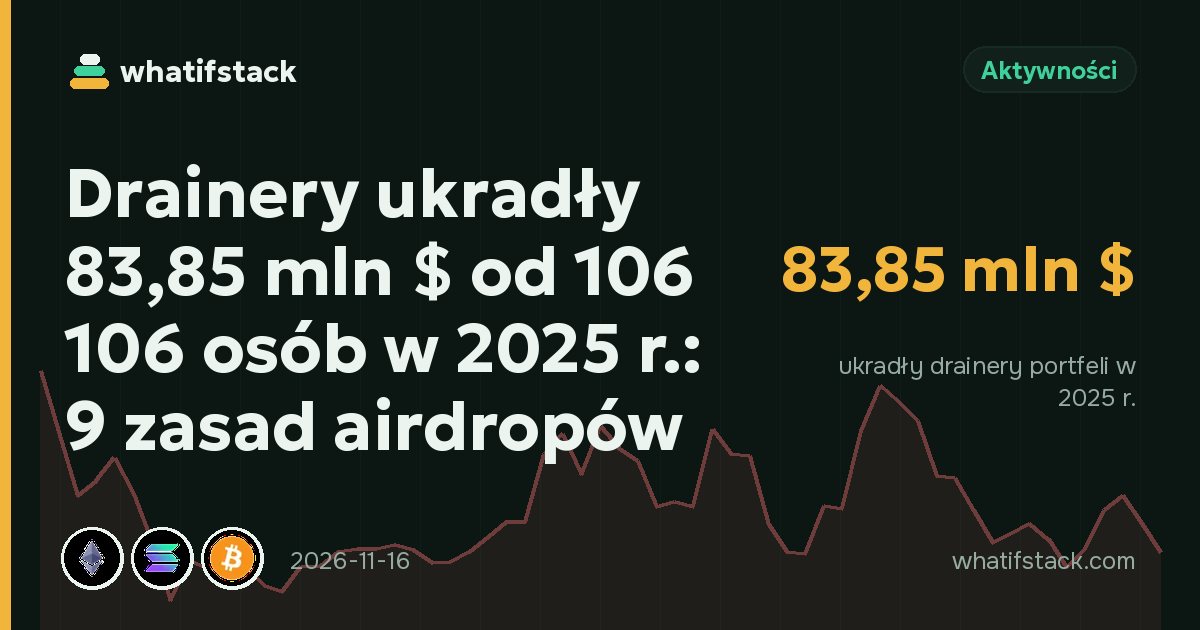 whatifstack
Aktywności
Drainery ukradły
83,85 mln $ od 106
106 osób w 2025 r.:
9 zasad airdropów
83,85 mln $
ukradły drainery portfeli w
2025 r.
2026-11-16
whatifstack.com